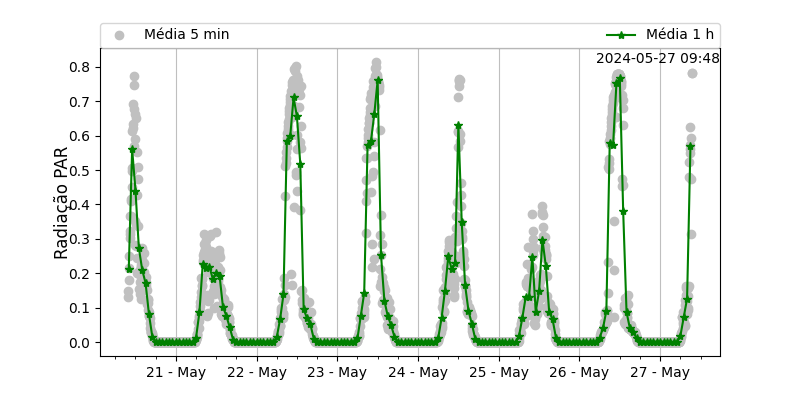 Média 5 min
Média 1 h
2024-05-27 09:48
0.8
0.7
0.6
0.5
0.4
0.3
0.2
0.1
0.0
Radiação PAR
21 - May
22 - May
23 - May
24 - May
25 - May
26 - May
27 - May